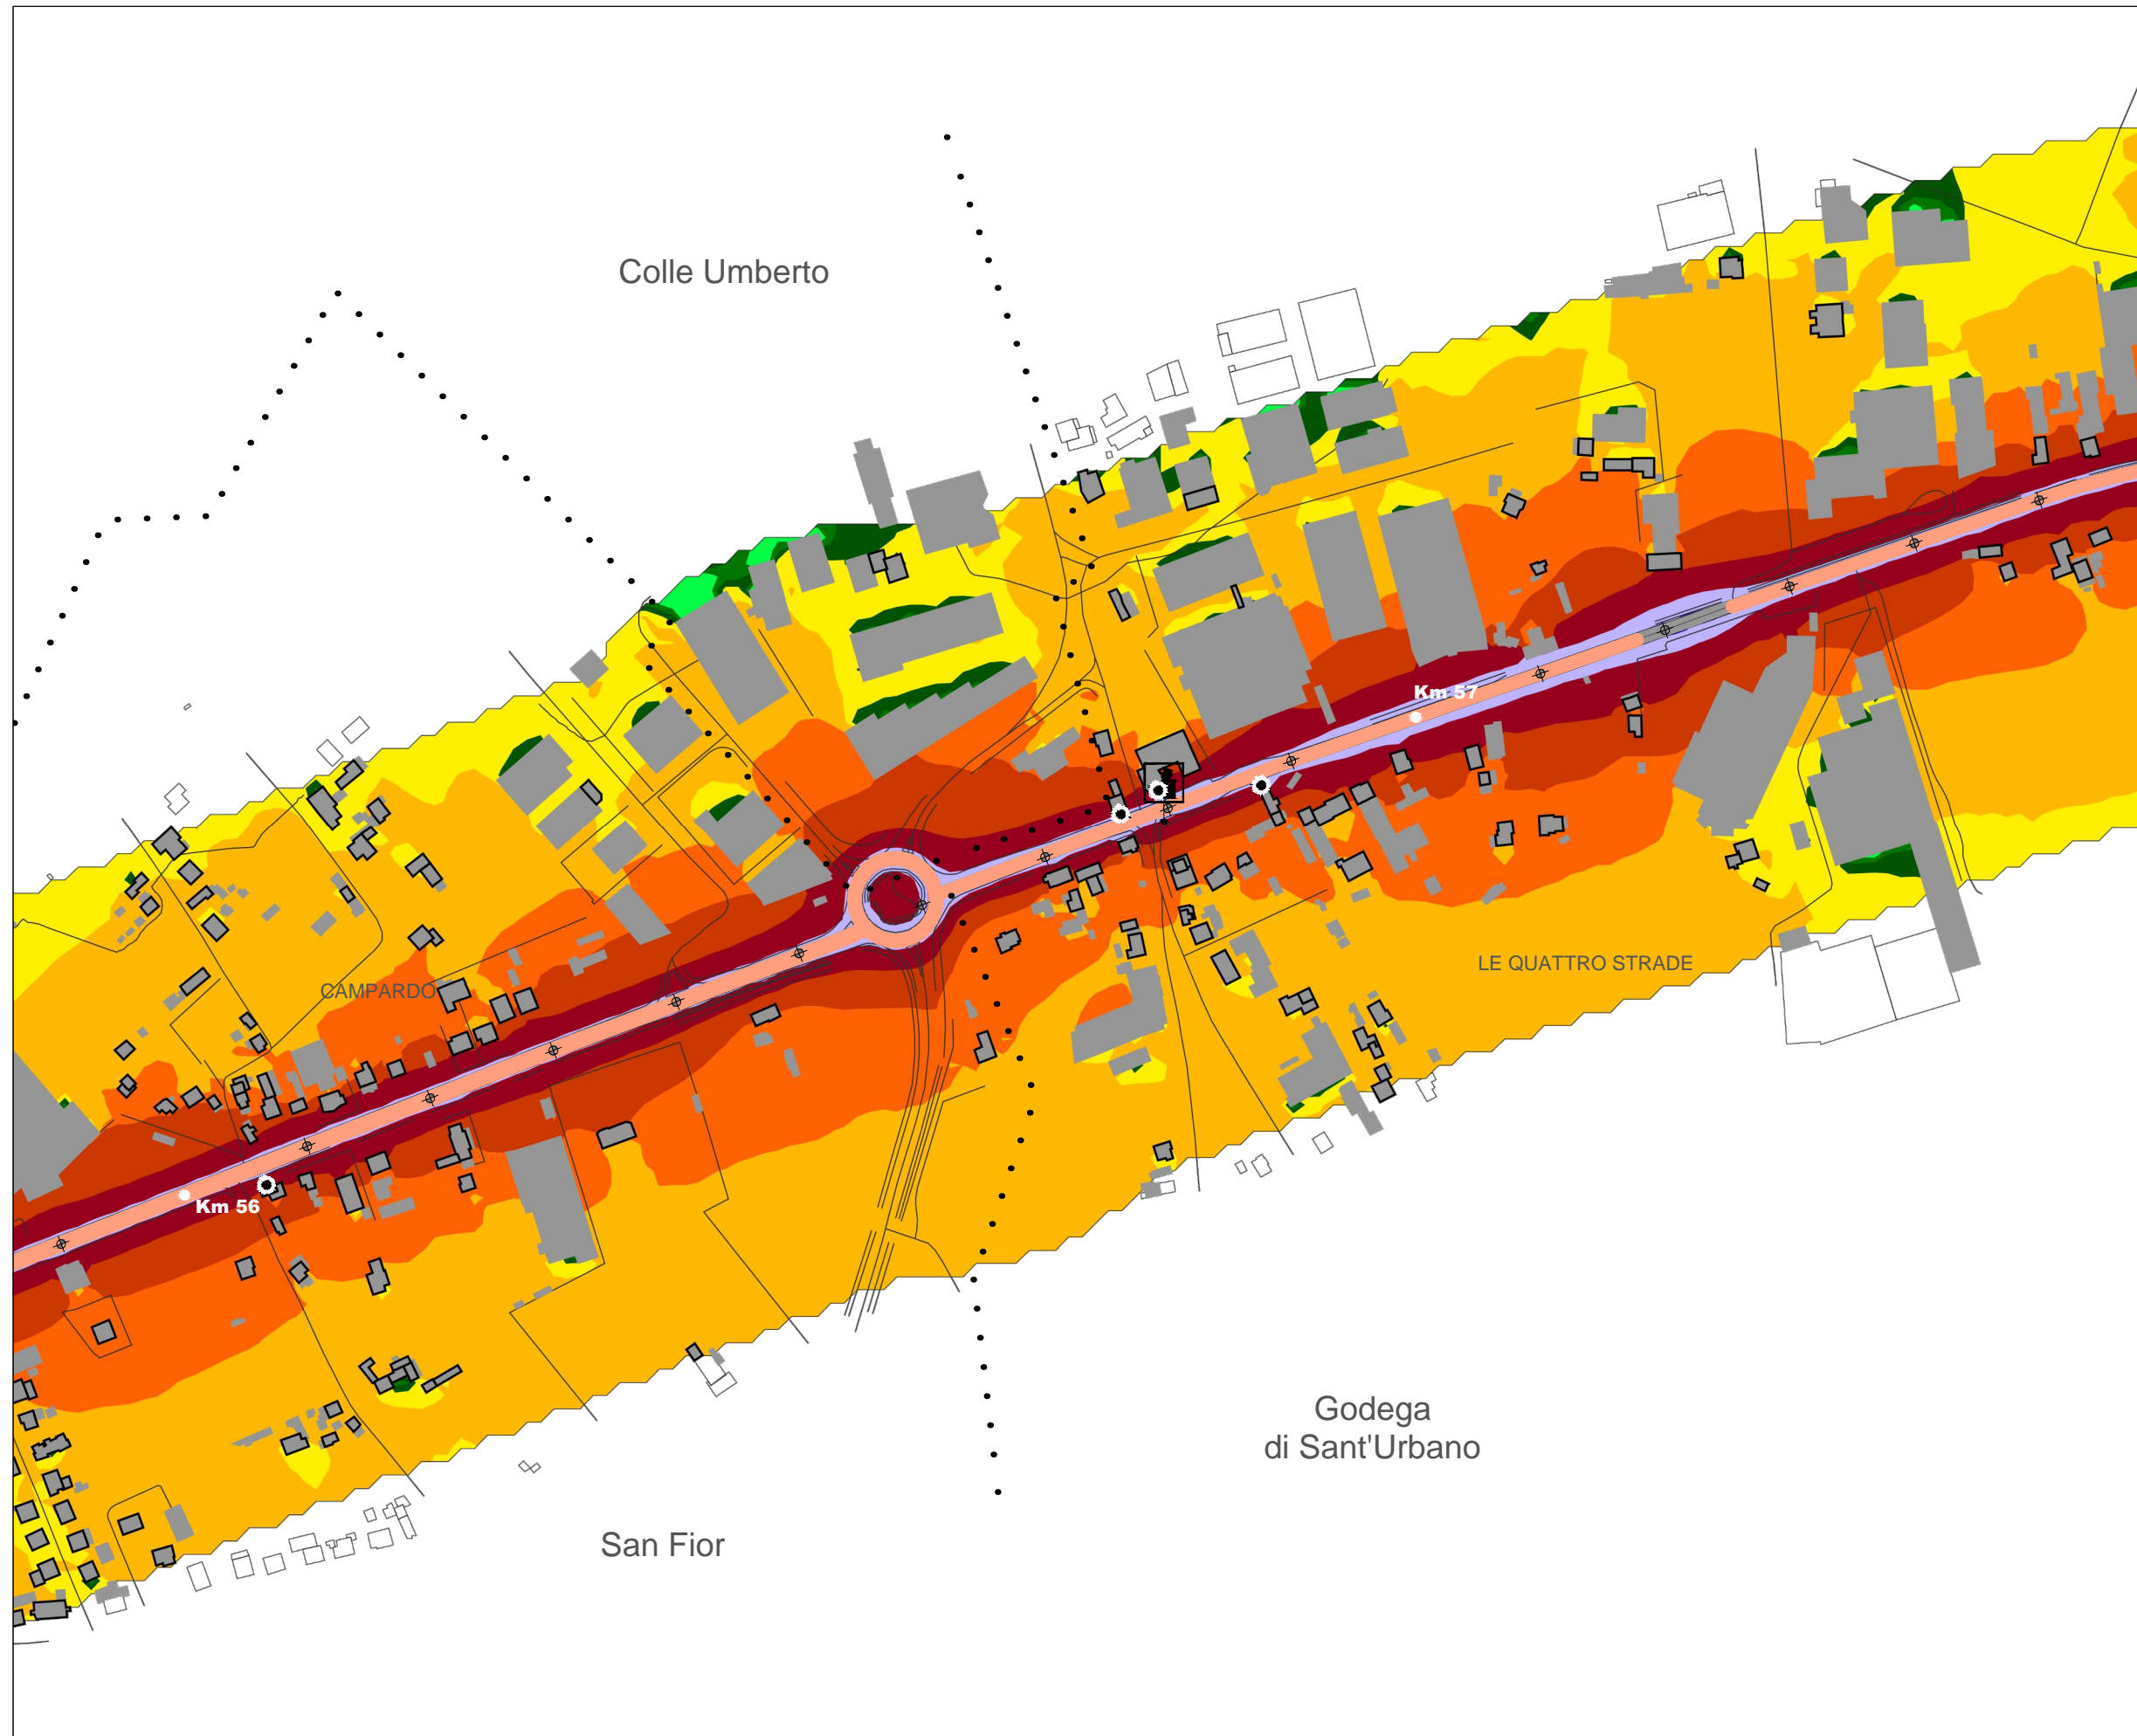 Colle Umberto
Km 57
LE QUATTRO STRADE
CAMPARDO
Km 56
Godega
di Sant'Urbano
San Fior